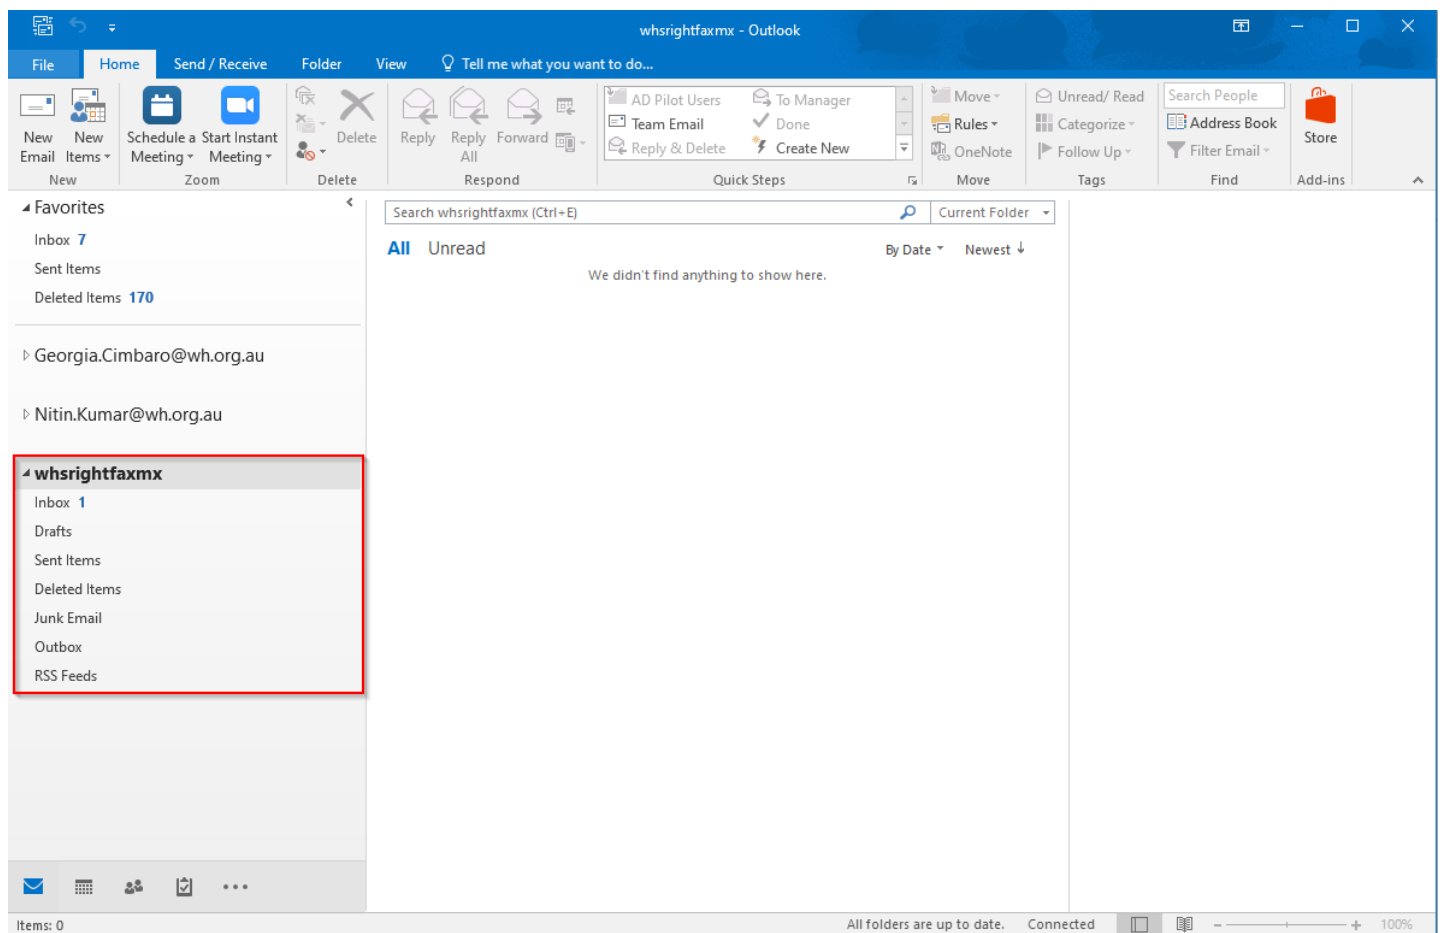 whsrightfaxmx - Outlook
File Home Send / Receive Folder View Tell me what you want to do...
New Email
New Items
New
Schedule a Meeting
Start Instant Meeting
Zoom
Delete
Delete
Reply
Reply All
Forward
Respond
AD Pilot Users
Team Email
Reply & Delete
To Manager
Done
Create New
Quick Steps
Move
Rules
OneNote
Move
Unread/ Read
Categorize
Follow Up
Tags
Search People
Address Book
Filter Email
Find
Store
Add-ins
Favorites
Inbox 7
Sent Items
Deleted Items 170
Georgia.Cimbaro@wh.org.au
Nitin.Kumar@wh.org.au
whsrightfaxmx
Inbox 1
Drafts
Sent Items
Deleted Items
Junk Email
Outbox
RSS Feeds
Search whsrightfaxmx (Ctrl+E) Current Folder
All Unread By Date Newest
We didn't find anything to show here.
Items: 0 All folders are up to date. Connected 100%